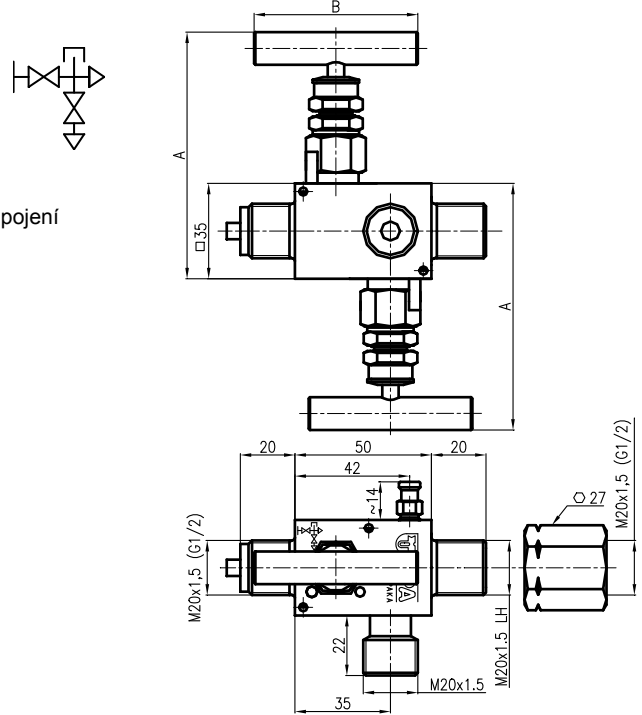 B
A
pojení
□35
A
20
50
20
42
~14
M20x1,5 (G1/2)
27
M20x1,5 (G1/2)
M20x1.5 LH
22
M20x1.5
35